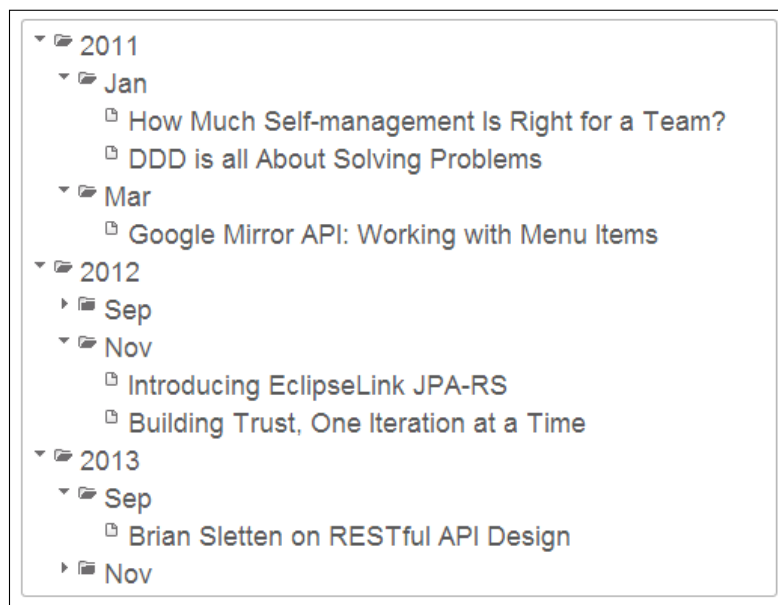 2011
Jan
How Much Self-management Is Right for a Team?
DDD is all About Solving Problems
Mar
Google Mirror API: Working with Menu Items
2012
Sep
Nov
Introducing EclipseLink JPA-RS
Building Trust, One Iteration at a Time
2013
Sep
Brian Sletten on RESTful API Design
Nov